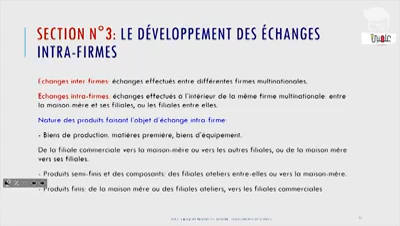 SECTION N°3: LE DÉVELOPPEMENT DES ÉCHANGES
INTRA-FIRMES
Echanges inter-firmes: échanges effectués entre différentes firmes multinationales.
Echanges intra-firmes: échanges effectués à l'intérieur de la même firme multinationale: entre
la maison-mère et ses filiales, ou les filiales entre elles.
Nature des produits faisant l'objet d'échange intra-firme:
- Biens de production: matières première, biens d'équipement.
De la filiale commerciale vers la maison-mère ou vers les autres filiales, ou de la maison mère
vers ses filiales.
- Produits semi-finis et des composants: des filiales ateliers entre-elles ou vers la maison-mère.
- Produits finis: de la maison mère ou des filiales ateliers, vers les filiales commerciales